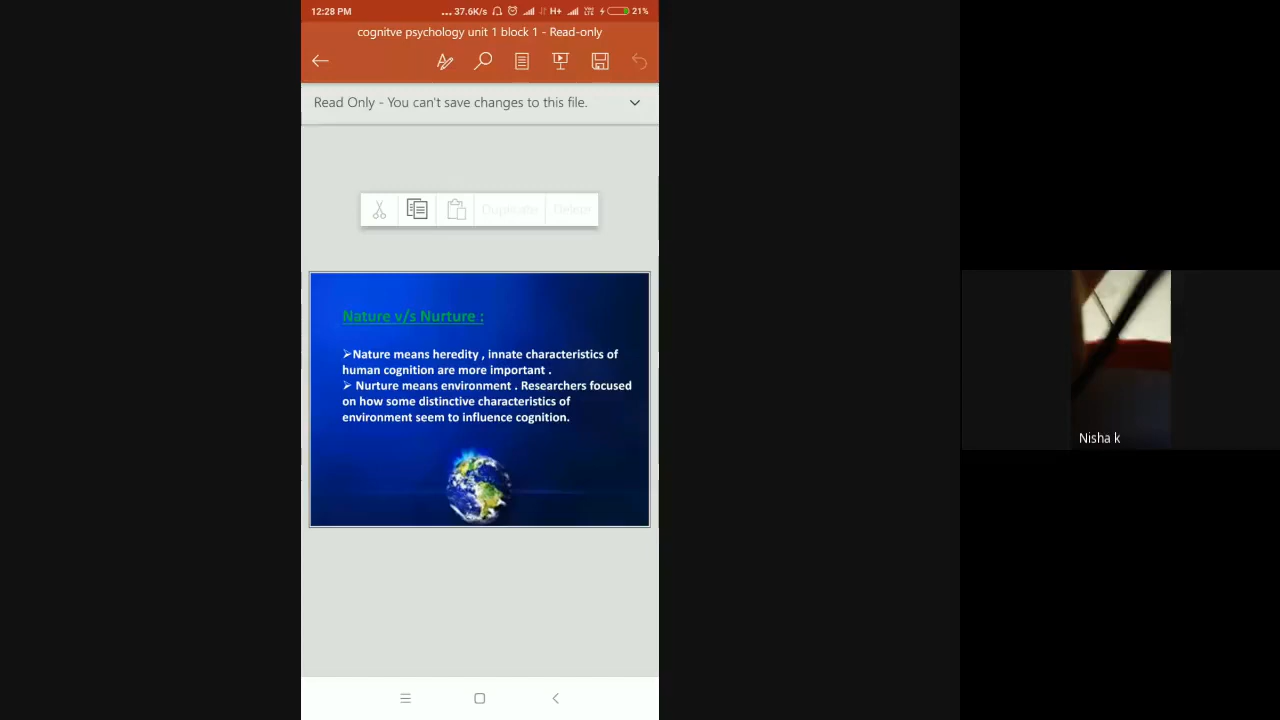 12:28 PM
... 37.6K/s H+ 21%
cognitve psychology unit 1 block 1 - Read-only
Read Only - You can't save changes to this file.
Duplicate Delete
Nature v/s Nurture :
➢Nature means heredity , innate characteristics of
human cognition are more important .
➢ Nurture means environment . Researchers focused
on how some distinctive characteristics of
environment seem to influence cognition.
Nisha k